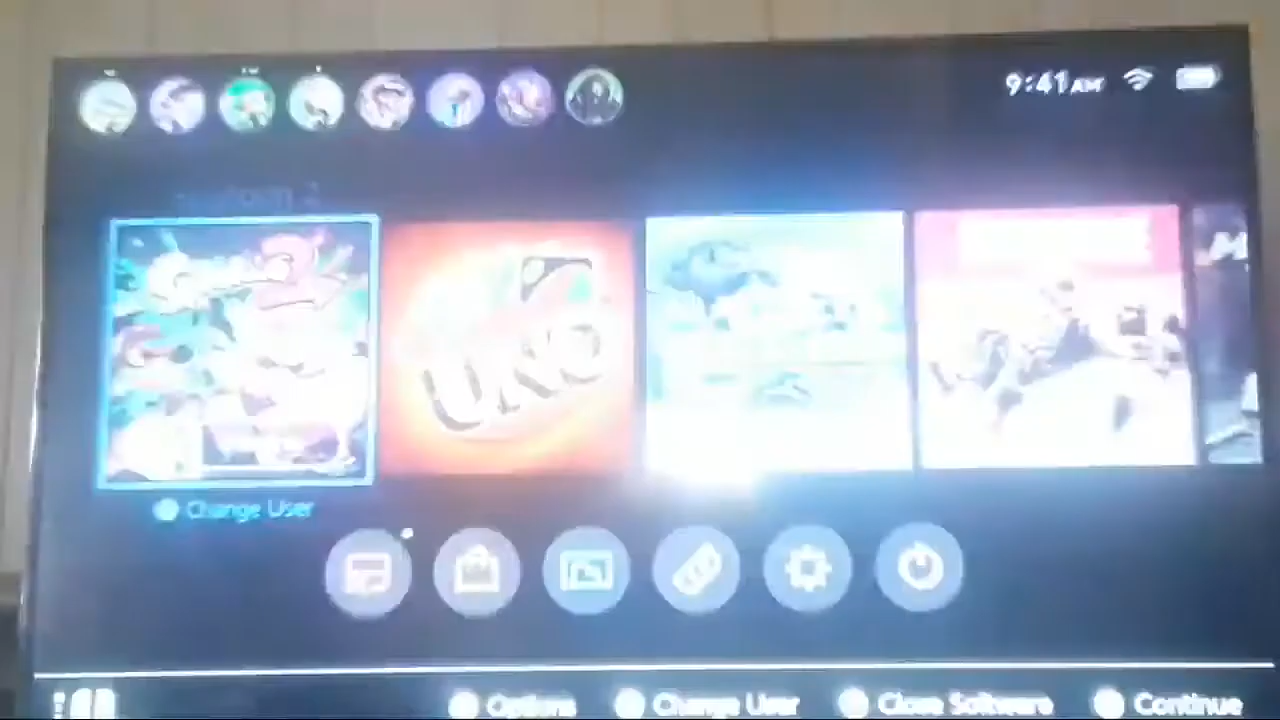 9:41 AM
UNO
Change User
Options
Change User
Close Software
Continue